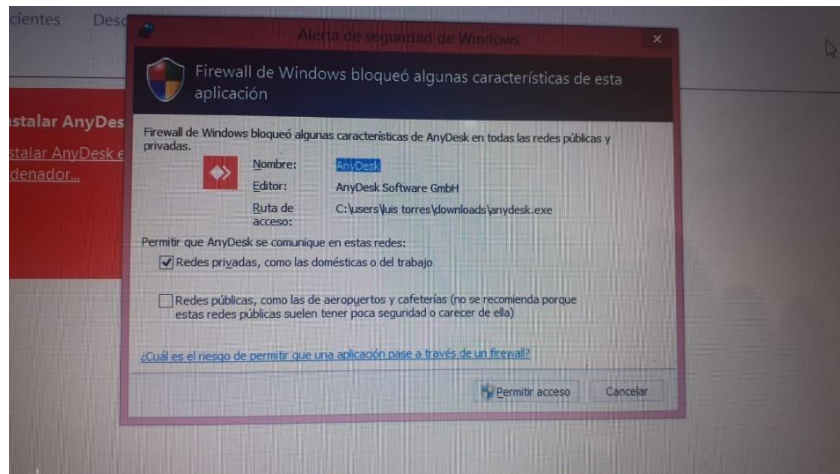 cientes Desc
Alerta de seguridad de Windows
Firewall de Windows bloqueó algunas características de esta
aplicación
nstalar AnyDes
stalar AnyDesk e
denador...
Firewall de Windows bloqueó algunas características de AnyDesk en todas las redes públicas y
privadas.
Nombre: AnyDesk
Editor: AnyDesk Software GmbH
Ruta de C:\users\luis torres\downloads\anydesk.exe
acceso:
Permitir que AnyDesk se comunique en estas redes:
Redes privadas, como las domésticas o del trabajo
Redes públicas, como las de aeropuertos y cafeterías (no se recomienda porque
estas redes públicas suelen tener poca seguridad o carecer de ella)
¿Cuál es el riesgo de permitir que una aplicación pase a través de un firewall?
Permitir acceso Cancelar